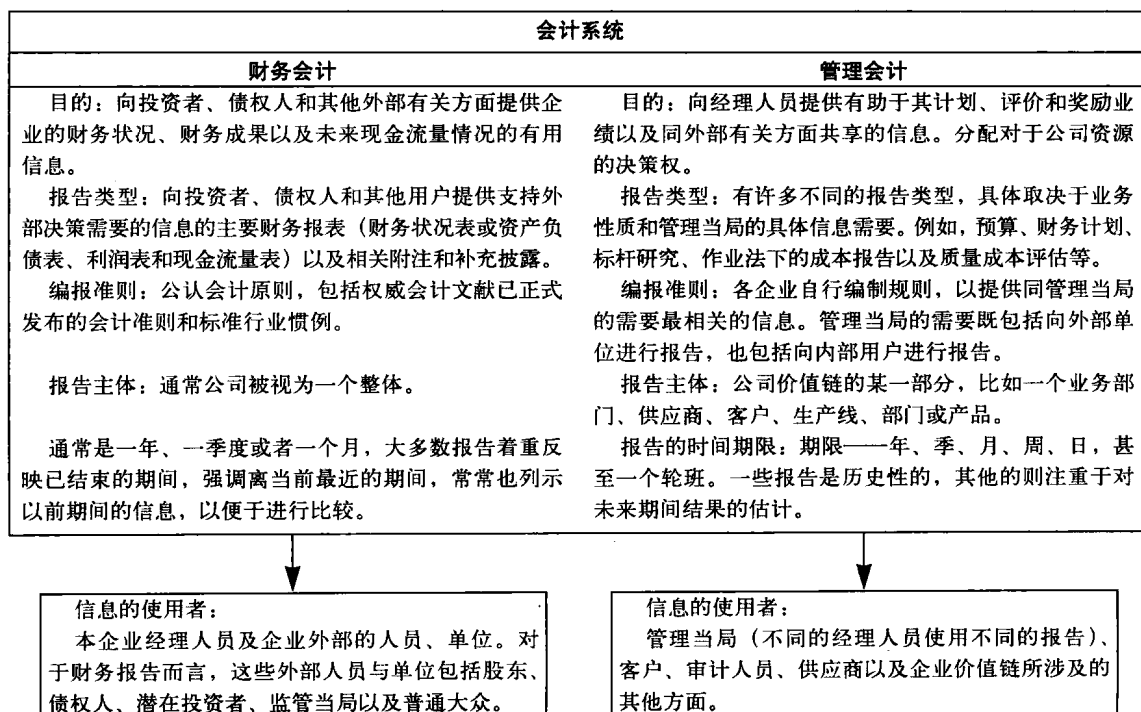 会计系统
财务会计
目的：向投资者、债权人和其他外部有关方面提供企
业的财务状况、财务成果以及未来现金流量情况的有用
信息。
报告类型：向投资者、债权人和其他用户提供支持外
部决策需要的信息的主要财务报表（财务状况表或资产负
债表、利润表和现金流量表）以及相关附注和补充披露。
编报准则：公认会计原则，包括权威会计文献已正式
发布的会计准则和标准行业惯例。
报告主体：通常公司被视为一个整体。
通常是一年、一季度或者一个月，大多数报告着重反
映已结束的期间，强调离当前最近的期间，常常也列示
以前期间的信息，以便于进行比较。
管理会计
目的：向经理人员提供有助于其计划、评价和奖励业
绩以及同外部有关方面共享的信息。分配对于公司资源
的决策权。
报告类型：有许多不同的报告类型，具体取决于业务
性质和管理当局的具体信息需要。例如，预算、财务计划、
标杆研究、作业法下的成本报告以及质量成本评估等。
编报准则：各企业自行编制规则，以提供同管理当局
的需要最相关的信息。管理当局的需要既包括向外部单
位进行报告，也包括向内部用户进行报告。
报告主体：公司价值链的某一部分，比如一个业务部
门、供应商、客户、生产线、部门或产品。
报告的时间期限：期限——年、季、月、周、日，甚
至一个轮班。一些报告是历史性的，其他的则注重于对
未来期间结果的估计。
信息的使用者：
本企业经理人员及企业外部的人员、单位。对
于财务报告而言，这些外部人员与单位包括股东、
债权人、潜在投资者、监管当局以及普通大众。
信息的使用者：
管理当局（不同的经理人员使用不同的报告）、
客户、审计人员、供应商以及企业价值链所涉及的
其他方面。